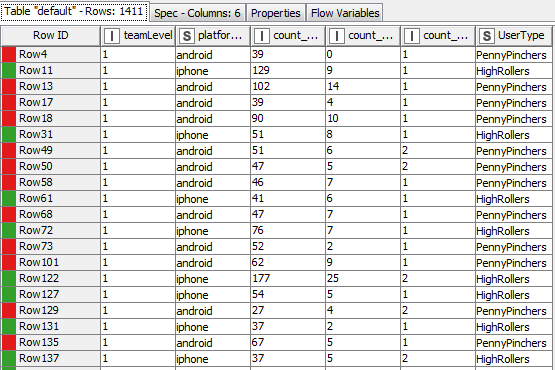 Table "default" - Rows: 1411 Spec - Columns: 6 Properties Flow Variables
Row ID I teamLevel S platfor... I count_... I count_... I count_... S UserType
Row4 1 android 39 0 1 PennyPinchers
Row11 1 iphone 129 9 1 HighRollers
Row13 1 android 102 14 1 PennyPinchers
Row17 1 android 39 4 1 PennyPinchers
Row18 1 android 90 10 1 PennyPinchers
Row31 1 iphone 51 8 1 HighRollers
Row49 1 android 51 6 2 PennyPinchers
Row50 1 android 47 5 2 PennyPinchers
Row58 1 android 46 7 1 PennyPinchers
Row61 1 iphone 41 6 1 HighRollers
Row68 1 android 47 7 1 PennyPinchers
Row72 1 iphone 76 7 1 HighRollers
Row73 1 android 52 2 1 PennyPinchers
Row101 1 android 62 9 1 PennyPinchers
Row122 1 iphone 177 25 2 HighRollers
Row127 1 iphone 54 5 1 HighRollers
Row129 1 android 27 4 2 PennyPinchers
Row131 1 iphone 37 2 1 HighRollers
Row135 1 android 67 5 1 PennyPinchers
Row137 1 iphone 37 5 2 HighRollers